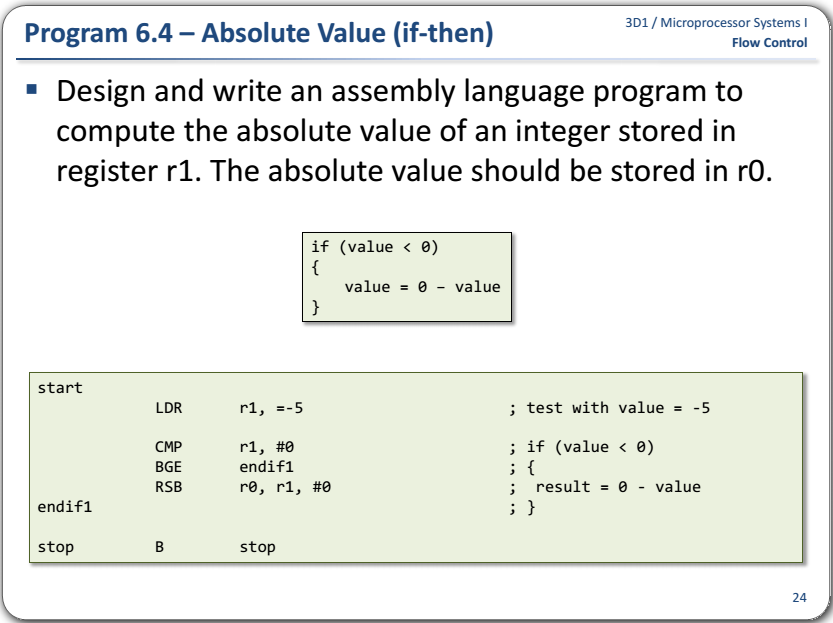 Program 6.4 – Absolute Value (if-then)
3D1 / Microprocessor Systems I
Flow Control
▪ Design and write an assembly language program to
compute the absolute value of an integer stored in
register r1. The absolute value should be stored in r0.
if (value < 0)
{
    value = 0 – value
}
start
LDR r1, =-5 ; test with value = -5
CMP r1, #0 ; if (value < 0)
BGE endif1 ; {
RSB r0, r1, #0 ;  result = 0 - value
endif1 ; }
stop B stop
24